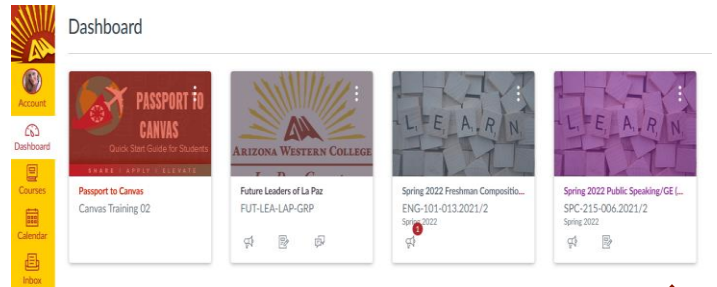 Dashboard
Account
Dashboard
Courses
Calendar
Inbox
PASSPORT TO
CANVAS
Quick Start Guide for Students
SHARE | APPLY | ELEVATE
Passport to Canvas
Canvas Training 02
ARIZONA WESTERN COLLEGE
Future Leaders of La Paz
FUT-LEA-LAP-GRP
LEARN
Spring 2022 Freshman Compositio...
ENG-101-013.2021/2
Spring 2022
1
LEARN
Spring 2022 Public Speaking/GE (...
SPC-215-006.2021/2
Spring 2022